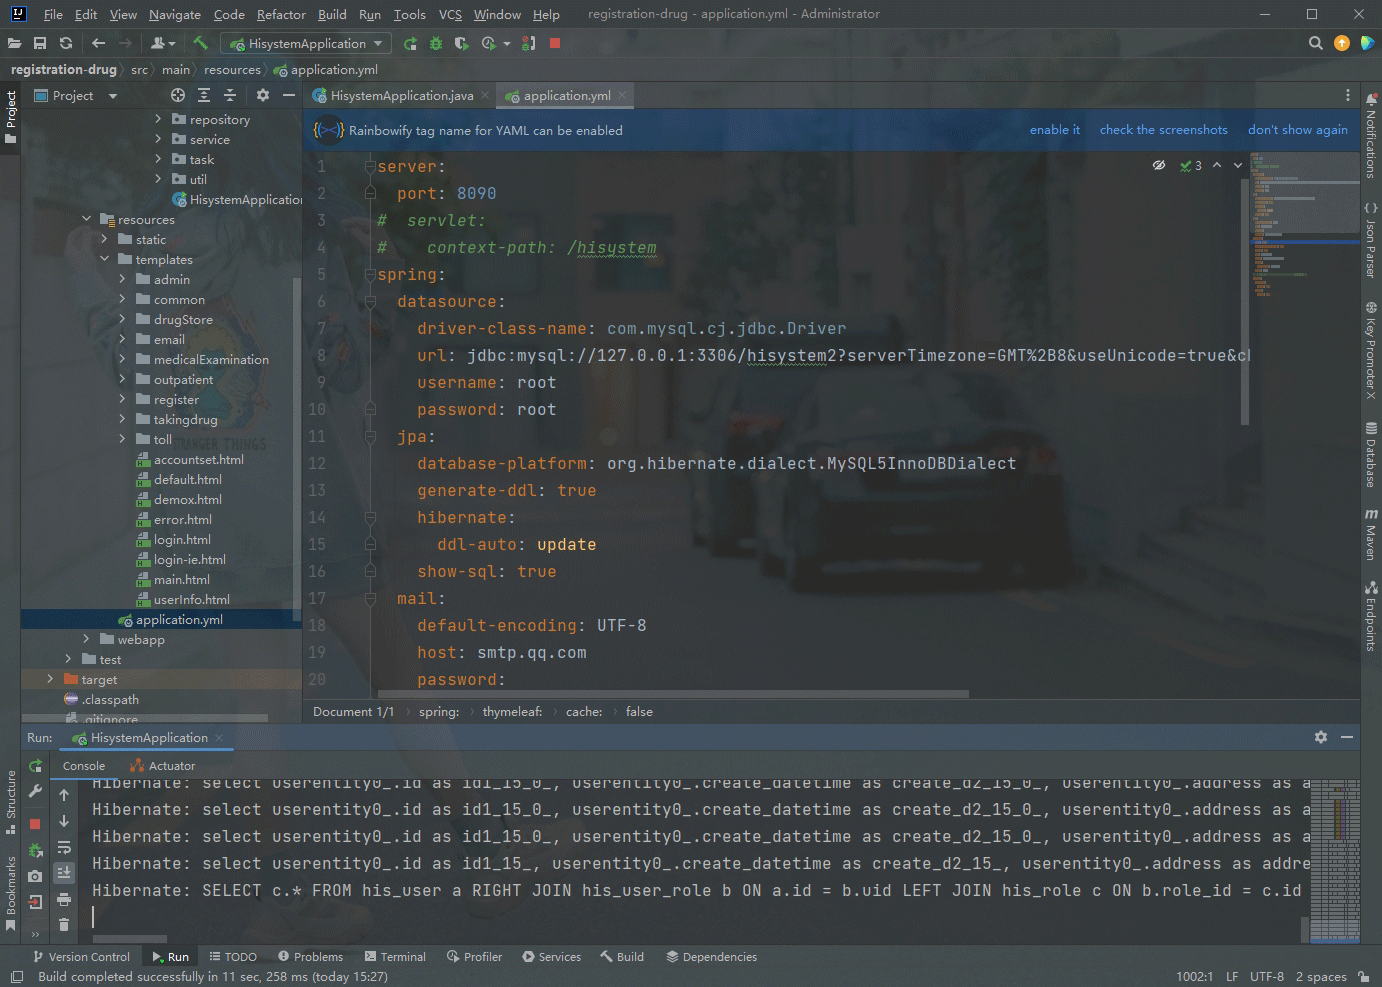 File Edit View Navigate Code Refactor Build Run Tools VCS Window Help registration-drug - application.yml - Administrator
HisystemApplication
registration-drug src main resources application.yml
Project
Project
HisystemApplication.java
application.yml
repository
service
task
util
HisystemApplication
resources
static
templates
admin
common
drugStore
email
medicalExamination
outpatient
register
takingdrug
toll
accountset.html
default.html
demox.html
error.html
login.html
login-ie.html
main.html
userInfo.html
application.yml
webapp
test
target
.classpath
.gitignore
Rainbowify tag name for YAML can be enabled enable it check the screenshots don't show again
3
1 server:
2 port: 8090
3 # servlet:
4 # context-path: /hisystem
5 spring:
6 datasource:
7 driver-class-name: com.mysql.cj.jdbc.Driver
8 url: jdbc:mysql://127.0.0.1:3306/hisystem2?serverTimezone=GMT%2B8&useUnicode=true&c
9 username: root
10 password: root
11 jpa:
12 database-platform: org.hibernate.dialect.MySQL5InnoDBDialect
13 generate-ddl: true
14 hibernate:
15 ddl-auto: update
16 show-sql: true
17 mail:
18 default-encoding: UTF-8
19 host: smtp.qq.com
20 password:
Document 1/1 spring: thymeleaf: cache: false
Notifications
Json Parser
Key Promoter X
Database
Maven
Endpoints
Run: HisystemApplication
Console Actuator
Structure
Bookmarks
Hibernate: select userentity0_.id as id1_15_0_, userentity0_.create_datetime as create_d2_15_0_, userentity0_.address as a
Hibernate: select userentity0_.id as id1_15_0_, userentity0_.create_datetime as create_d2_15_0_, userentity0_.address as a
Hibernate: select userentity0_.id as id1_15_0_, userentity0_.create_datetime as create_d2_15_0_, userentity0_.address as a
Hibernate: select userentity0_.id as id1_15_, userentity0_.create_datetime as create_d2_15_, userentity0_.address as addre
Hibernate: SELECT c.* FROM his_user a RIGHT JOIN his_user_role b ON a.id = b.uid LEFT JOIN his_role c ON b.role_id = c.id
Version Control Run TODO Problems Terminal Profiler Services Build Dependencies
Build completed successfully in 11 sec, 258 ms (today 15:27) 1002:1 LF UTF-8 2 spaces